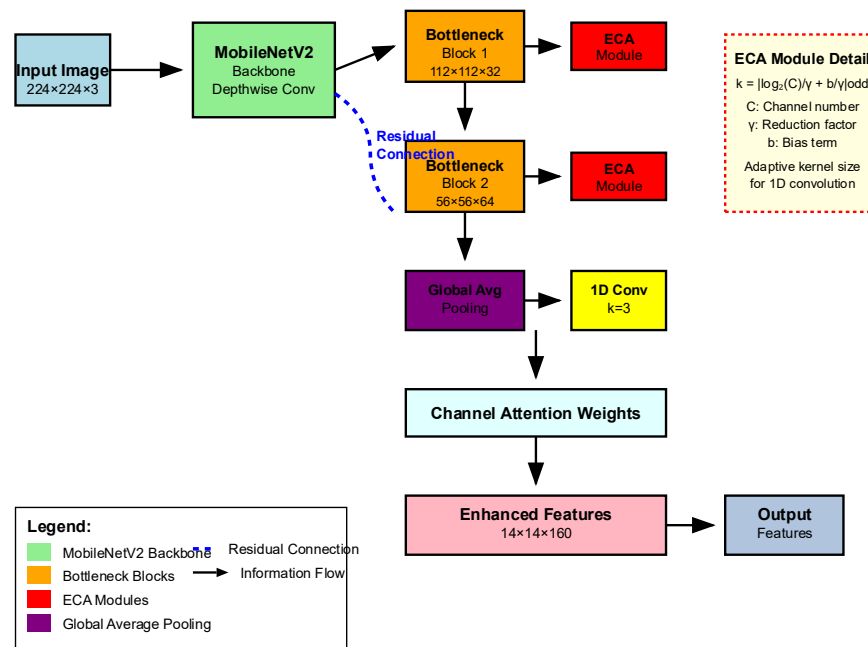 Input Image
224×224×3
MobileNetV2
Backbone
Depthwise Conv
Bottleneck
Block 1
112×112×32
ECA
Module
Residual
Connection
Bottleneck
Block 2
56×56×64
ECA
Module
ECA Module Detail
k = |log₂(C)/γ + b/γ|odd
C: Channel number
γ: Reduction factor
b: Bias term
Adaptive kernel size
for 1D convolution
Global Avg
Pooling
1D Conv
k=3
Channel Attention Weights
Enhanced Features
14×14×160
Output
Features
Legend:
MobileNetV2 Backbone
Residual Connection
Bottleneck Blocks
Information Flow
ECA Modules
Global Average Pooling